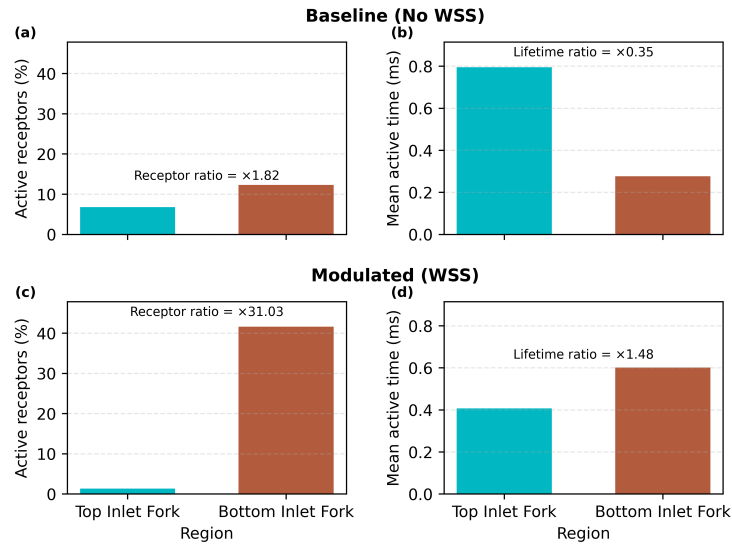 Baseline (No WSS)
(a)
(b)
Active receptors (%)
40
30
20
10
0
Receptor ratio = ×1.82
Mean active time (ms)
0.8
0.6
0.4
0.2
0.0
Lifetime ratio = ×0.35
Modulated (WSS)
(c)
(d)
Active receptors (%)
40
30
20
10
0
Receptor ratio = ×31.03
Top Inlet Fork
Bottom Inlet Fork
Region
Mean active time (ms)
0.8
0.6
0.4
0.2
0.0
Lifetime ratio = ×1.48
Top Inlet Fork
Bottom Inlet Fork
Region